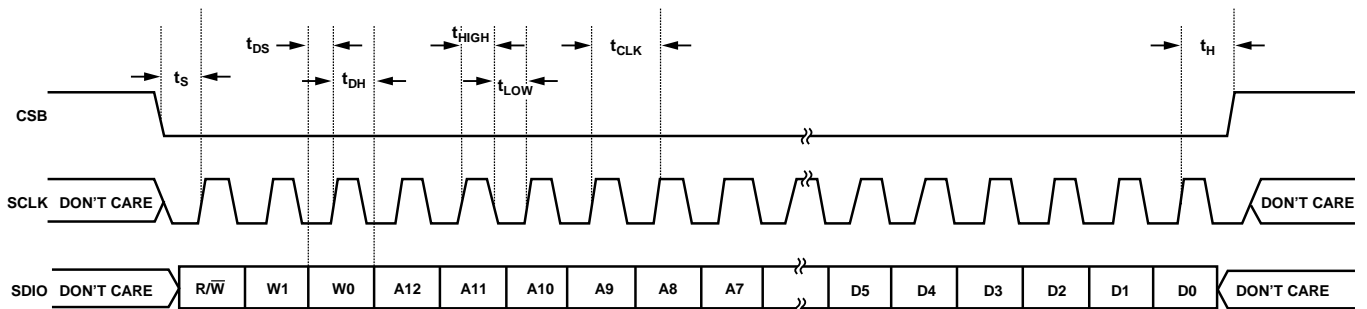 tDS
tHIGH
tCLK
tH
tS
tDH
tLOW
CSB
SCLK DON'T CARE DON'T CARE
SDIO DON'T CARE R/W̅ W1 W0 A12 A11 A10 A9 A8 A7 D5 D4 D3 D2 D1 D0 DON'T CARE